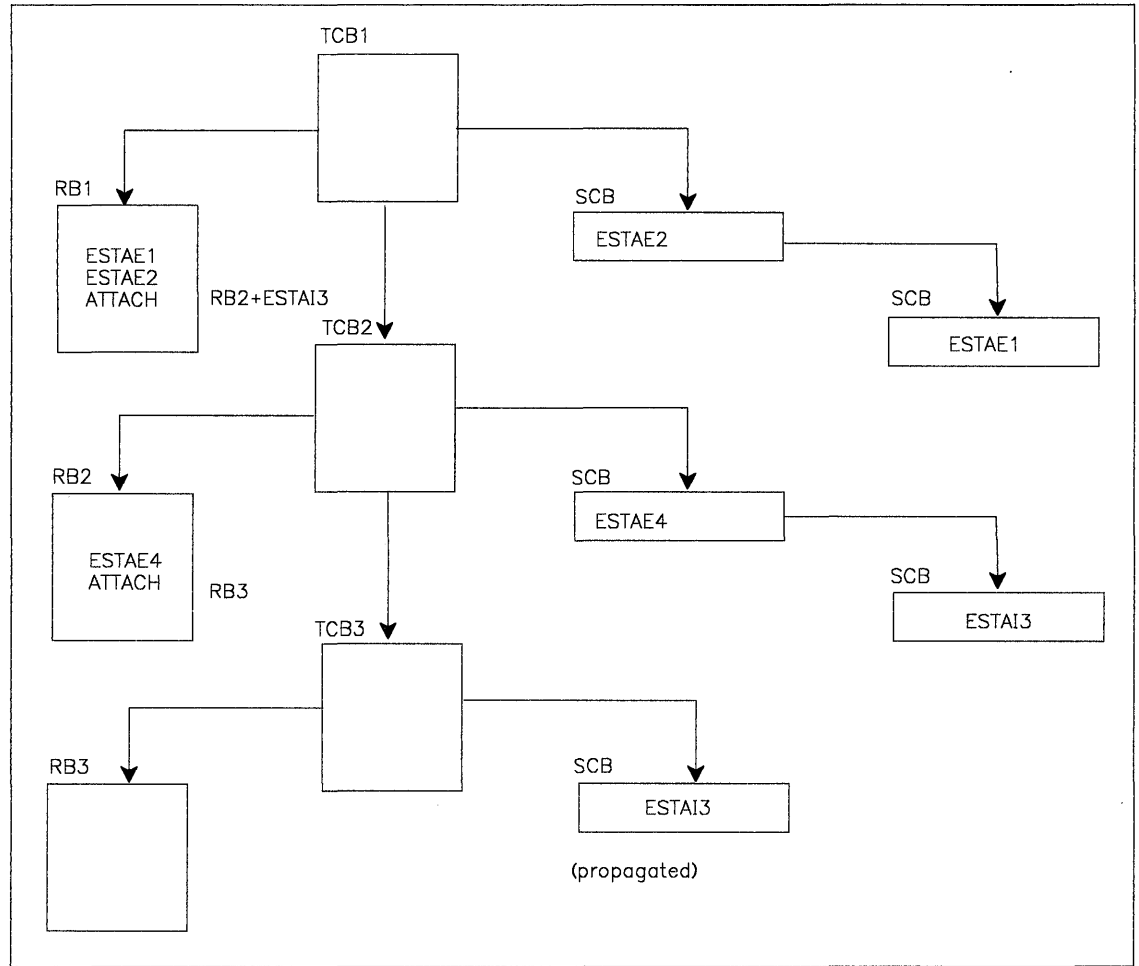 TCB1
RB1
SCB
ESTAE2
ESTAE1
ESTAE2
ATTACH
RB2+ESTAI3
SCB
ESTAE1
TCB2
RB2
SCB
ESTAE4
ESTAE4
ATTACH
RB3
SCB
ESTAI3
TCB3
RB3
SCB
ESTAI3
(propagated)